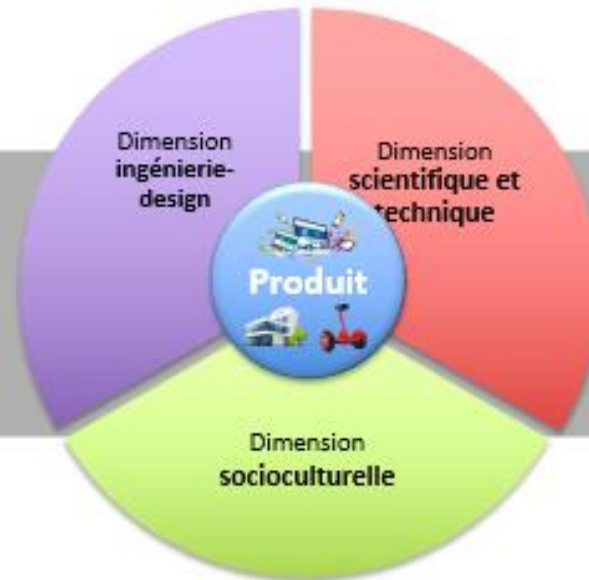 Dimension
ingénierie-
design
Dimension
scientifique et
technique
Produit
Dimension
socioculturelle